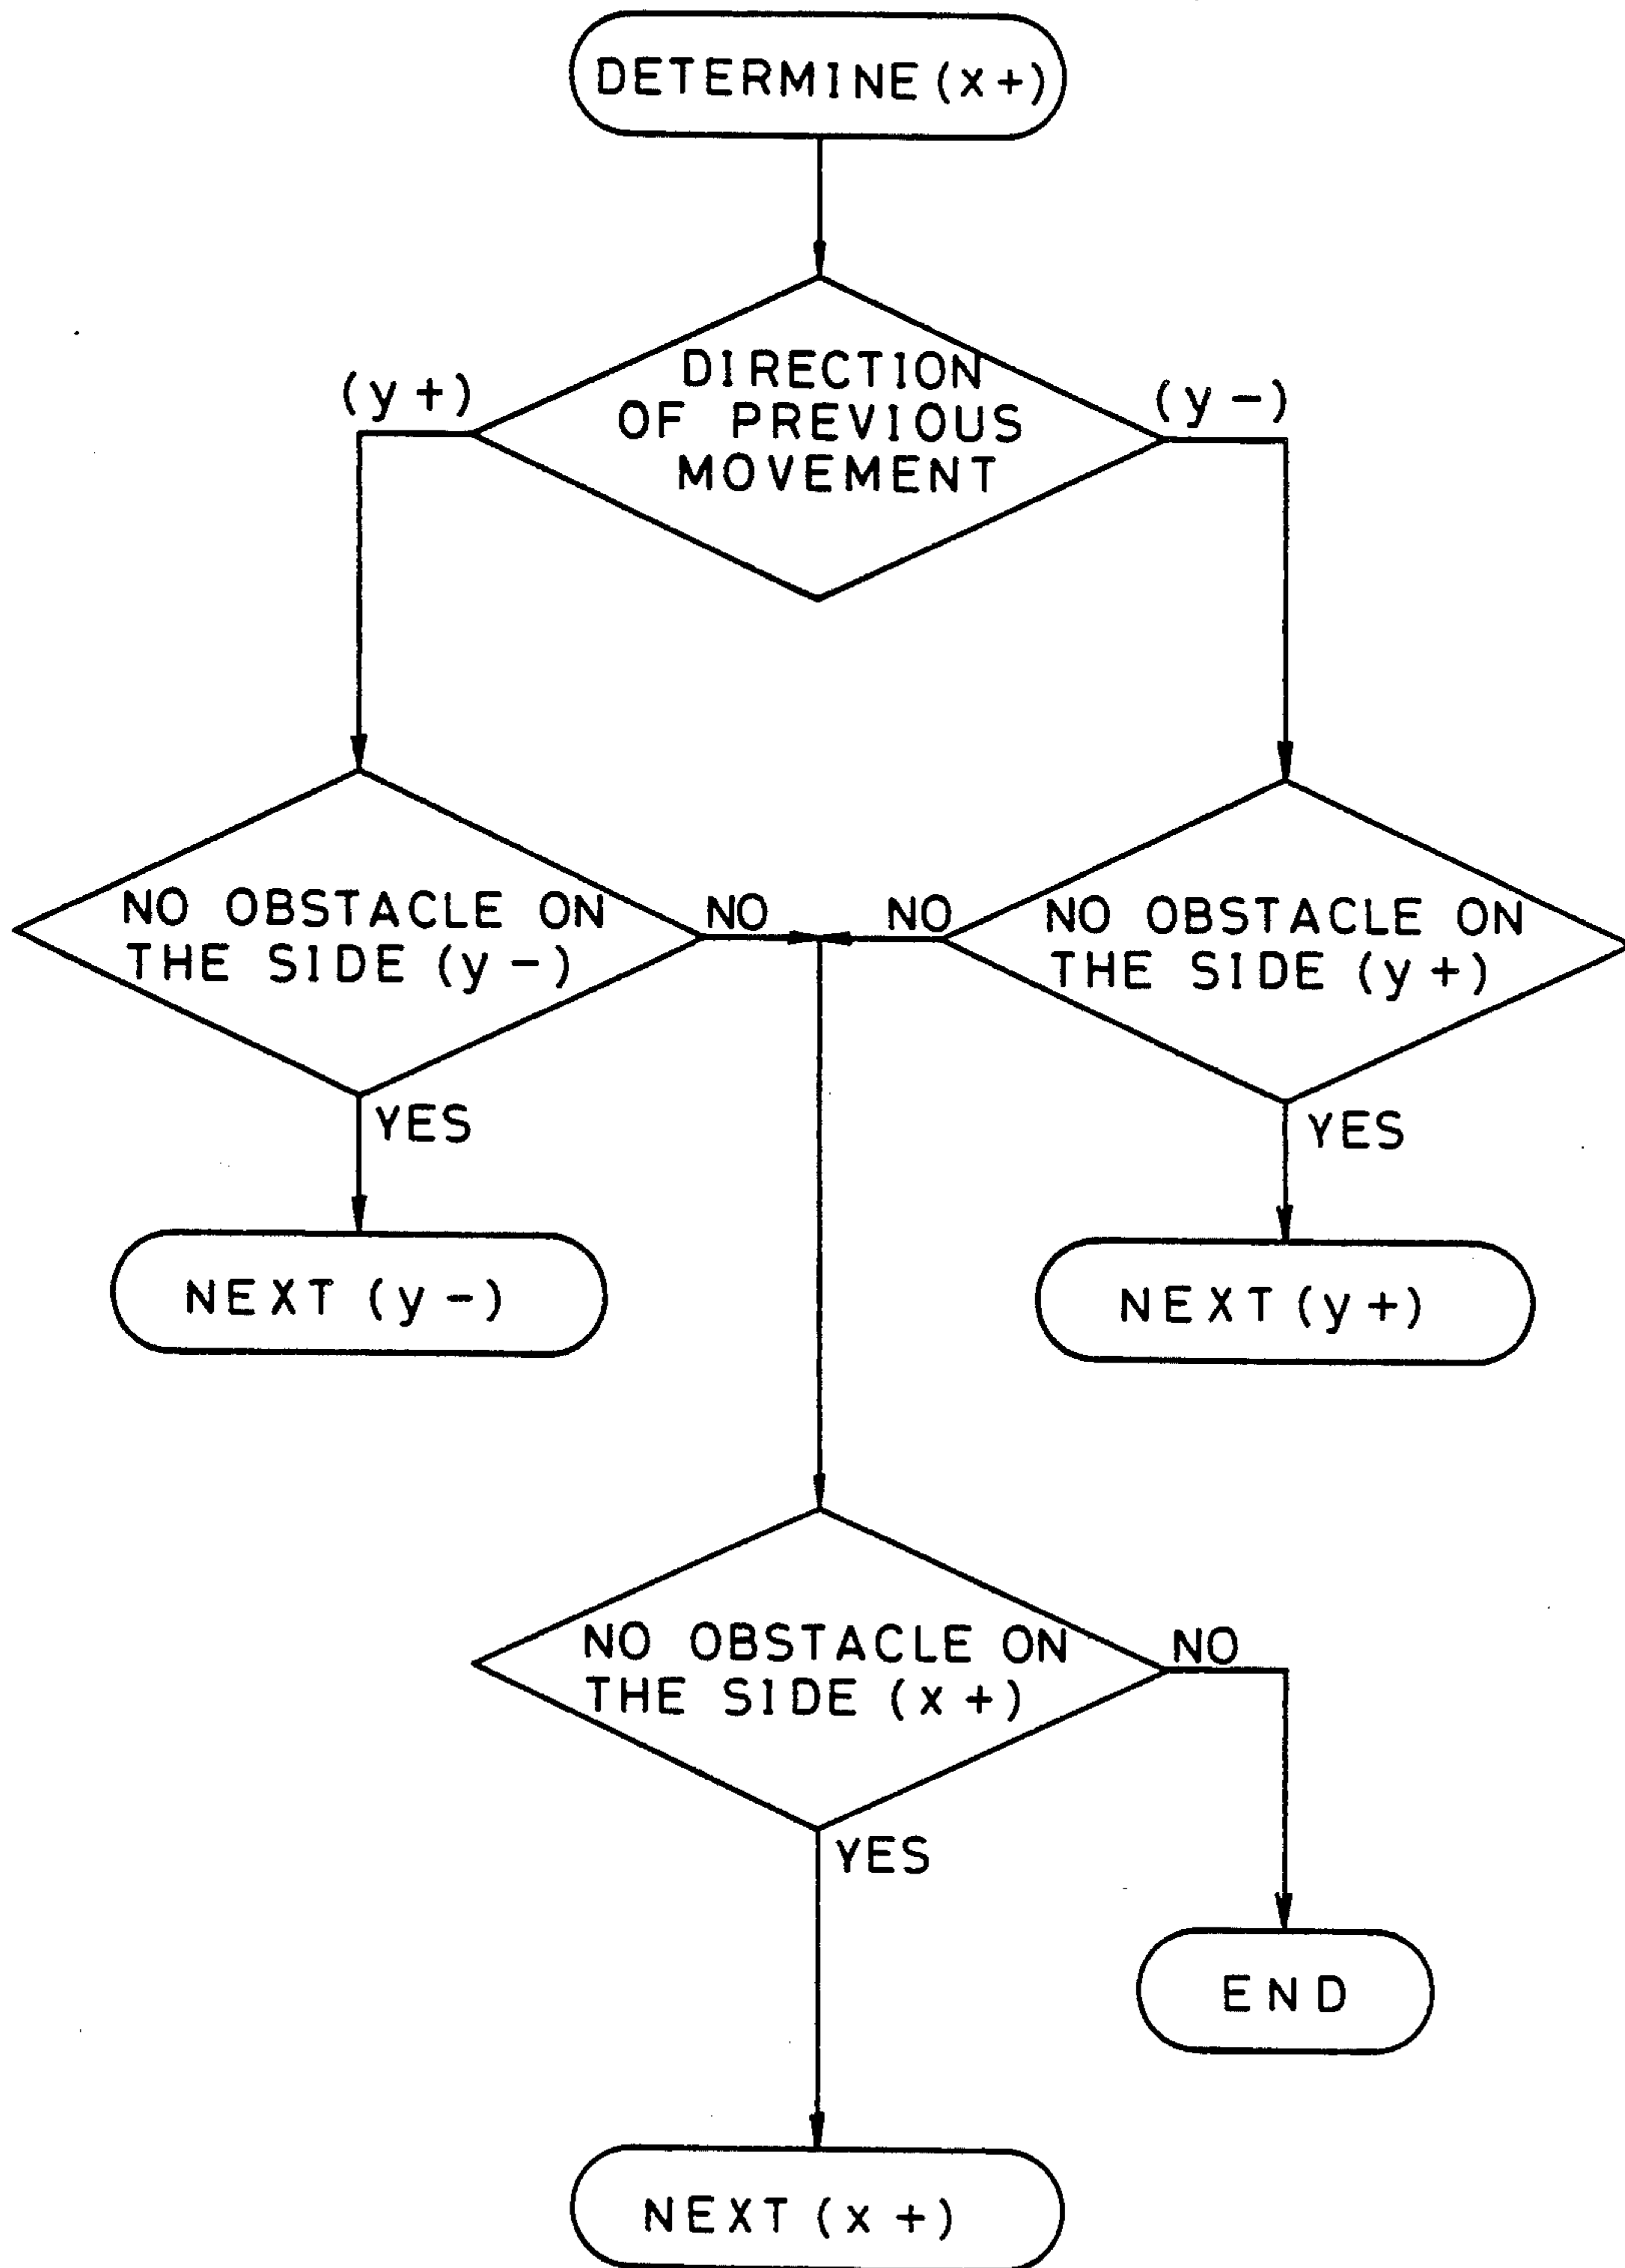 DETERMINE (x+)
DIRECTION
OF PREVIOUS
MOVEMENT
(y+)
(y-)
NO OBSTACLE ON
THE SIDE (y-)
NO
NO
NO OBSTACLE ON
THE SIDE (y+)
YES
YES
NEXT (y-)
NEXT (y+)
NO OBSTACLE ON
THE SIDE (x+)
NO
YES
END
NEXT (x+)